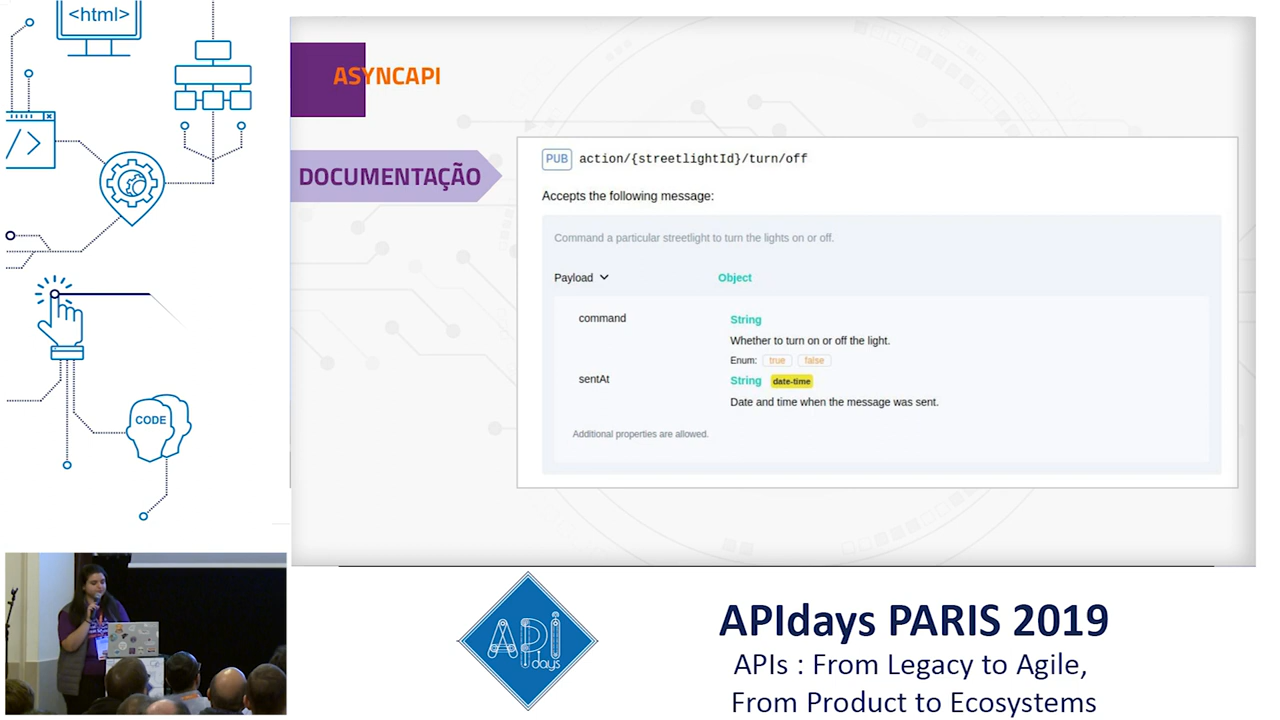 <html>
</>
CODE
ASYNCAPI
DOCUMENTAÇÃO
PUB action/{streetlightId}/turn/off
Accepts the following message:
Command a particular streetlight to turn the lights on or off.
Payload Object
command String
Whether to turn on or off the light.
Enum: true false
sentAt String date-time
Date and time when the message was sent.
Additional properties are allowed.
API
days
APIdays PARIS 2019
APIs : From Legacy to Agile,
From Product to Ecosystems